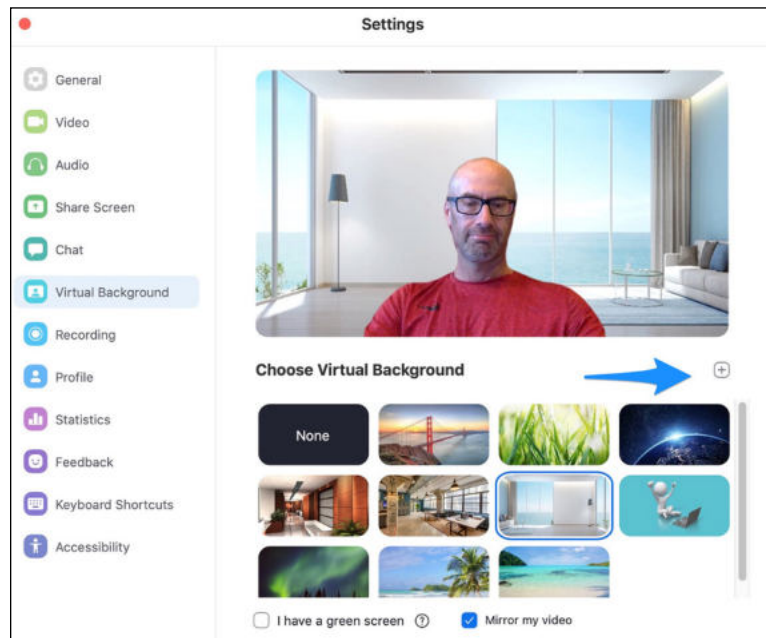 Settings
General
Video
Audio
Share Screen
Chat
Virtual Background
Recording
Profile
Statistics
Feedback
Keyboard Shortcuts
Accessibility
Choose Virtual Background
None
I have a green screen ?
Mirror my video